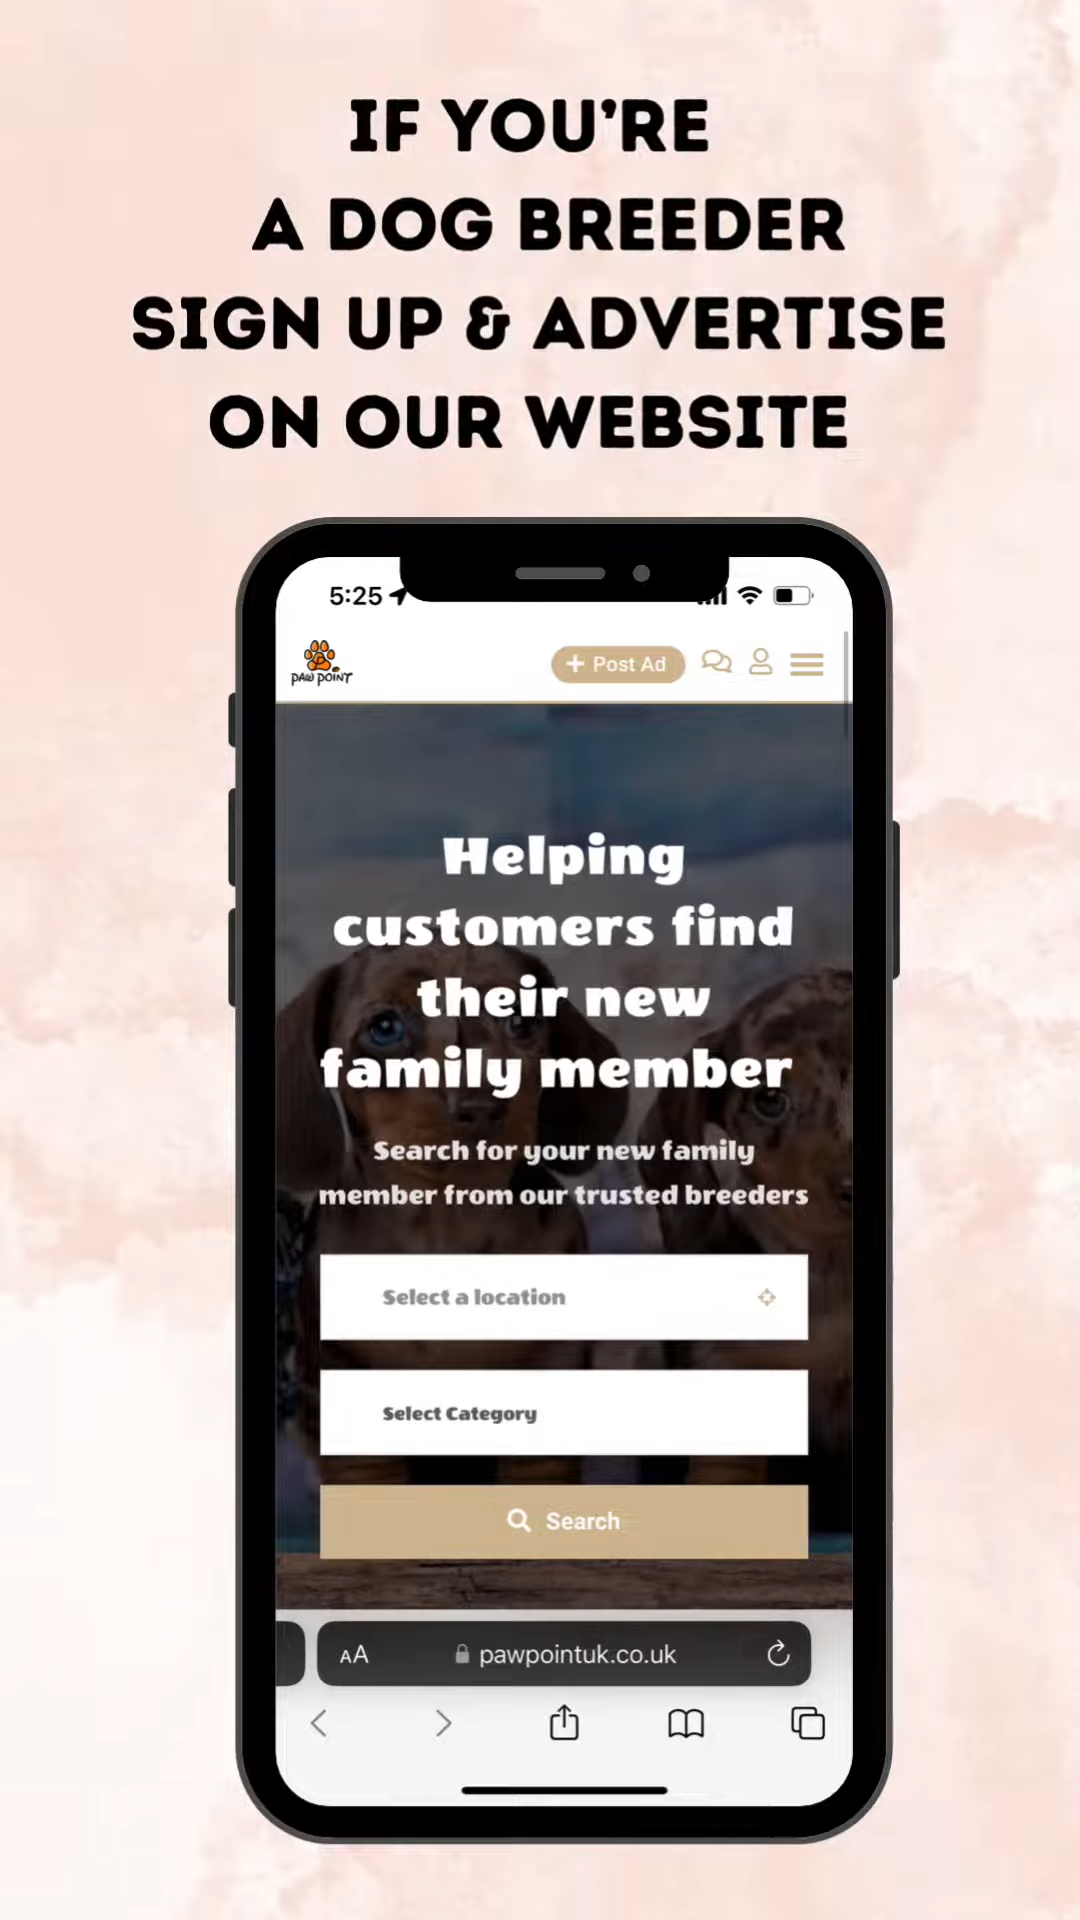 IF YOU'RE
A DOG BREEDER
SIGN UP & ADVERTISE
ON OUR WEBSITE
5:25
PAW POINT
+ Post Ad
Helping
customers find
their new
family member
Search for your new family
member from our trusted breeders
Select a location
Select Category
Search
AA pawpointuk.co.uk